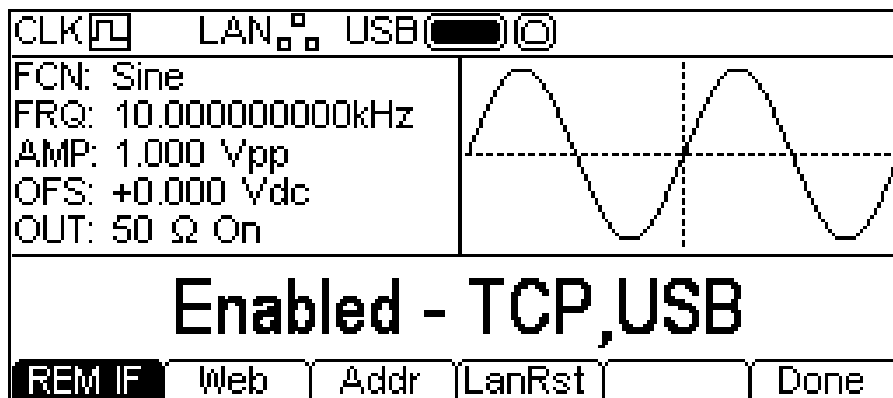 CLK LAN USB
FCN: Sine
FRQ: 10.000000000kHz
AMP: 1.000 Vpp
OFS: +0.000 Vdc
OUT: 50 Ω On
Enabled - TCP,USB
REM IF Web Addr LanRst Done